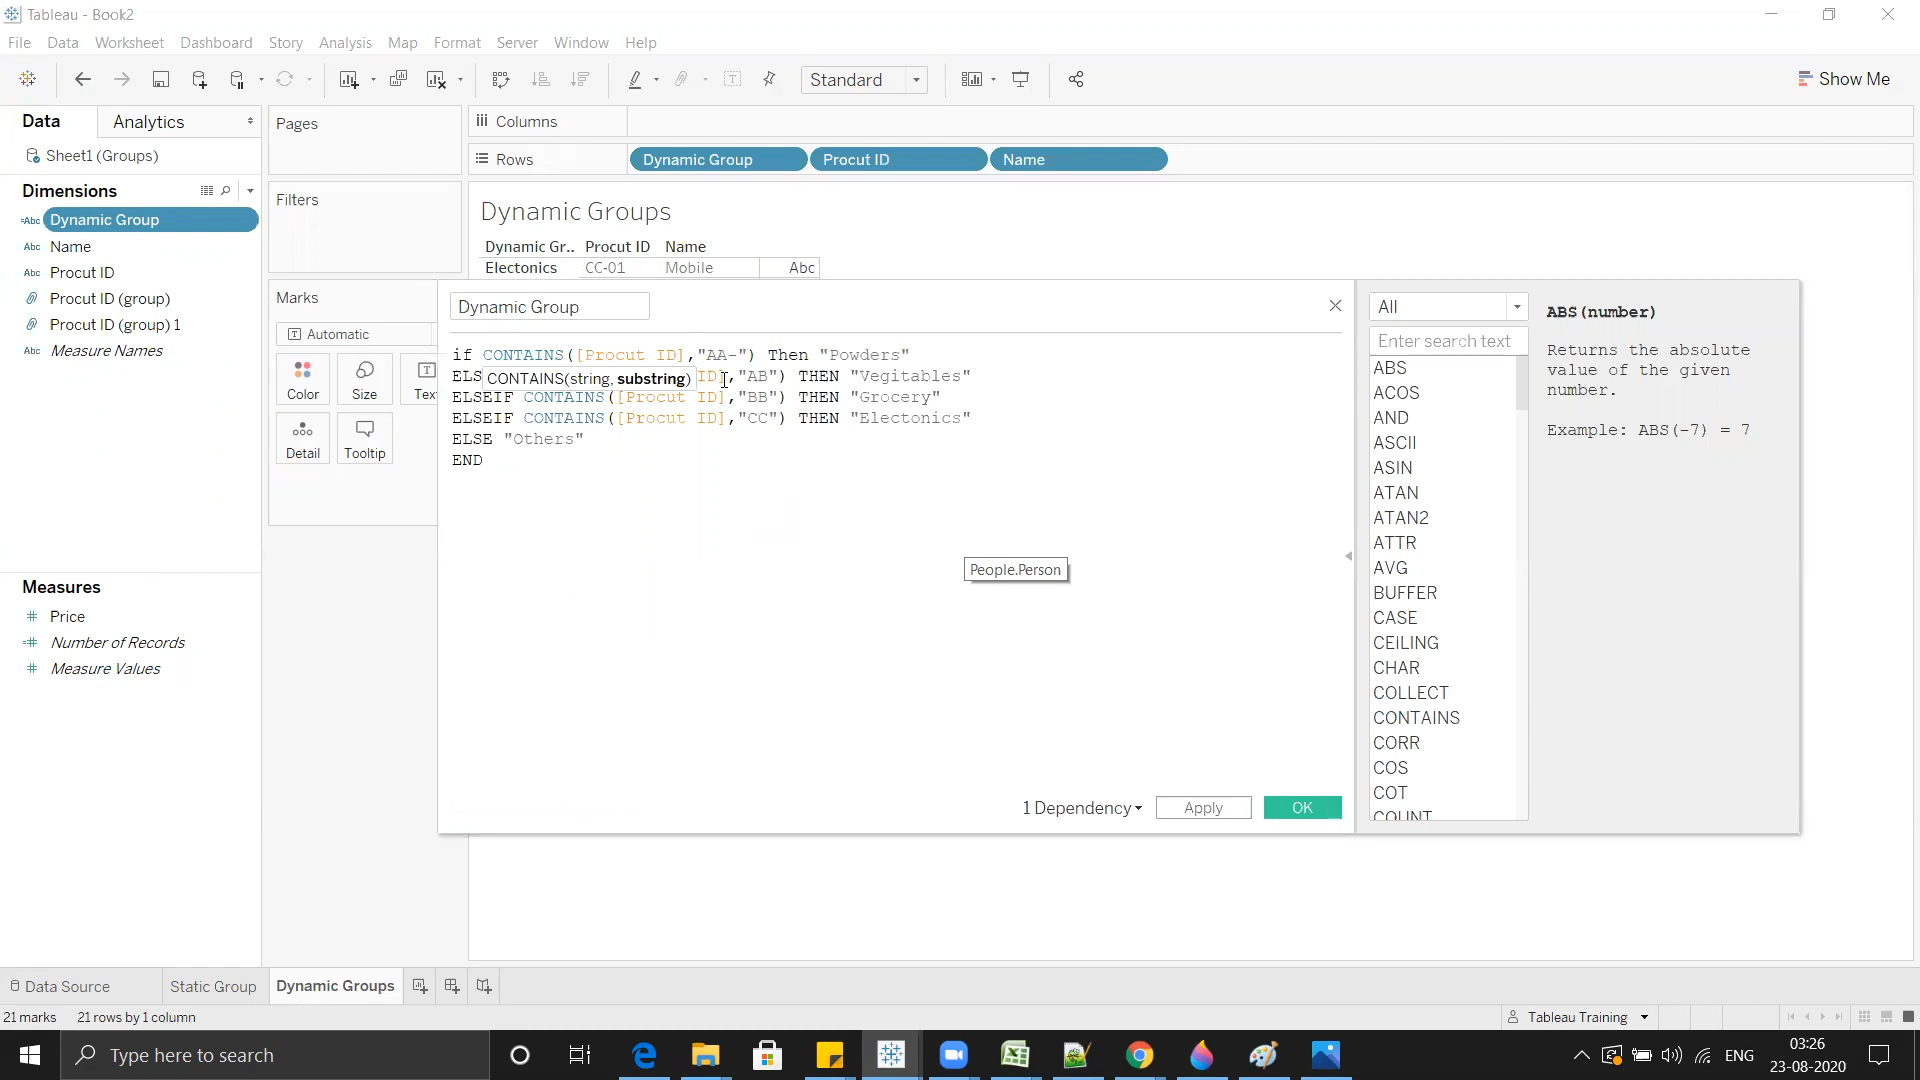 Tableau - Book2
File Data Worksheet Dashboard Story Analysis Map Format Server Window Help
Standard
Show Me
Data
Analytics
Pages
Columns
Sheet1 (Groups)
Rows
Dynamic Group
Procut ID
Name
Dimensions
Filters
Dynamic Groups
Abc Dynamic Group
Abc Name
Abc Procut ID
Procut ID (group)
Procut ID (group) 1
Abc Measure Names
Dynamic Gr.. Procut ID Name
Electonics CC-01 Mobile Abc
Marks
Automatic
Color
Size
Text
Detail
Tooltip
Dynamic Group
if CONTAINS([Procut ID],"AA-") Then "Powders"
ELS ID],"AB") THEN "Vegitables"
CONTAINS(string, substring)
ELSEIF CONTAINS([Procut ID],"BB") THEN "Grocery"
ELSEIF CONTAINS([Procut ID],"CC") THEN "Electonics"
ELSE "Others"
END
People.Person
1 Dependency
Apply
OK
All
Enter search text
ABS
ACOS
AND
ASCII
ASIN
ATAN
ATAN2
ATTR
AVG
BUFFER
CASE
CEILING
CHAR
COLLECT
CONTAINS
CORR
COS
COT
COUNT
ABS(number)
Returns the absolute
value of the given
number.
Example: ABS(-7) = 7
Measures
Price
Number of Records
Measure Values
Data Source
Static Group
Dynamic Groups
21 marks 21 rows by 1 column
Tableau Training
Type here to search
ENG
03:26
23-08-2020